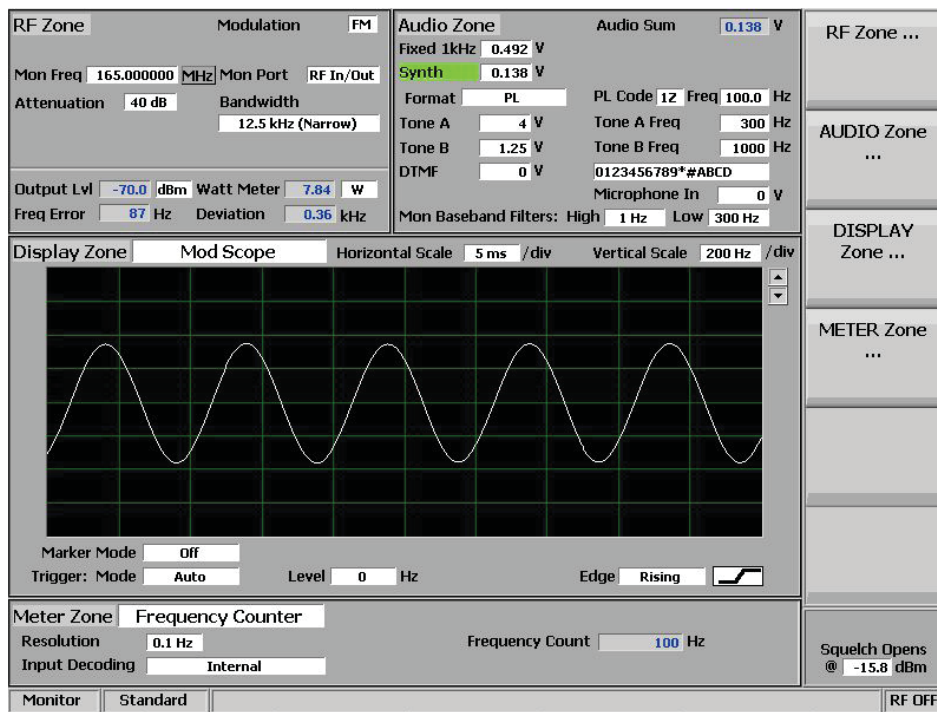 RF Zone Modulation FM
Mon Freq 165.000000 MHz Mon Port RF In/Out
Attenuation 40 dB Bandwidth
12.5 kHz (Narrow)
Output Lvl -70.0 dBm Watt Meter 7.84 W
Freq Error 87 Hz Deviation 0.36 kHz
Audio Zone Audio Sum 0.138 V
Fixed 1kHz 0.492 V
Synth 0.138 V
Format PL PL Code 1Z Freq 100.0 Hz
Tone A 4 V Tone A Freq 300 Hz
Tone B 1.25 V Tone B Freq 1000 Hz
DTMF 0 V 0123456789*#ABCD
Microphone In 0 V
Mon Baseband Filters: High 1 Hz Low 300 Hz
Display Zone Mod Scope Horizontal Scale 5 ms /div Vertical Scale 200 Hz /div
Marker Mode Off
Trigger: Mode Auto Level 0 Hz Edge Rising
Meter Zone Frequency Counter
Resolution 0.1 Hz Frequency Count 100 Hz
Input Decoding Internal
RF Zone ...
AUDIO Zone
...
DISPLAY
Zone ...
METER Zone
...
Squelch Opens
@ -15.8 dBm
Monitor Standard RF OFF